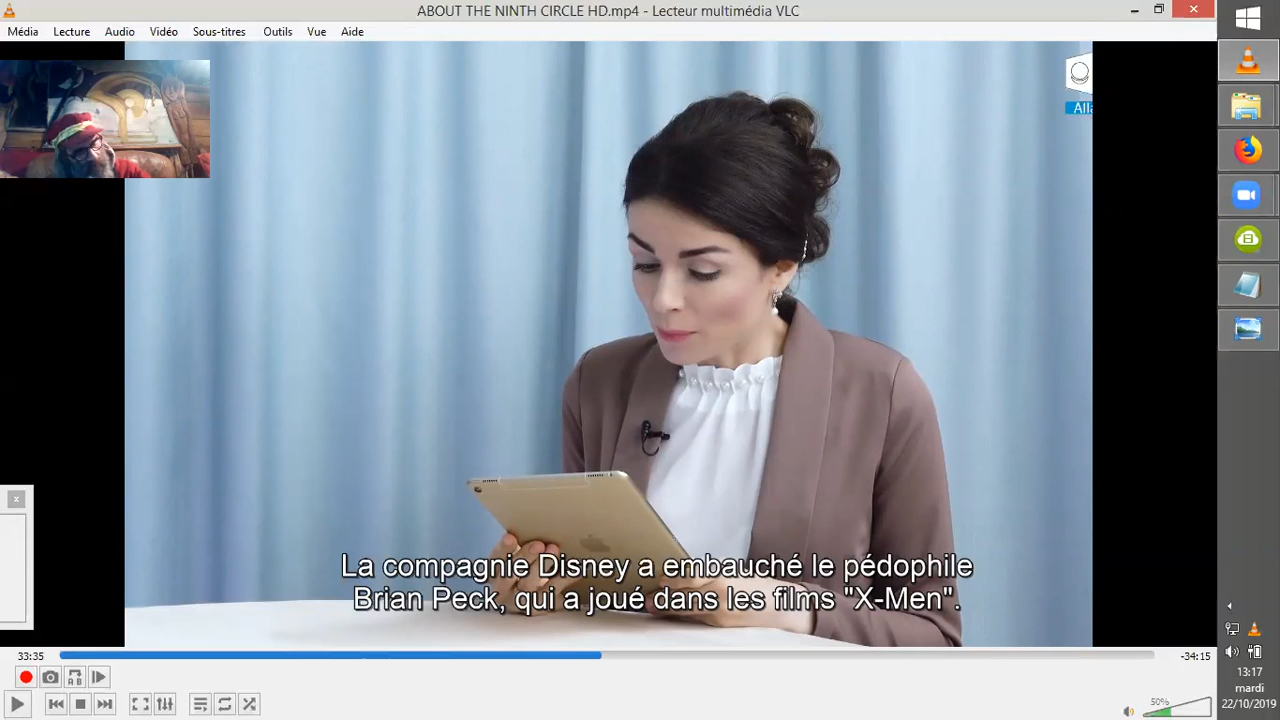 ABOUT THE NINTH CIRCLE HD.mp4 - Lecteur multimédia VLC
Média Lecture Audio Vidéo Sous-titres Outils Vue Aide
Alla
x
La compagnie Disney a embauché le pédophile
Brian Peck, qui a joué dans les films "X-Men".
33:35
-34:15
50%
13:17
mardi
22/10/2019